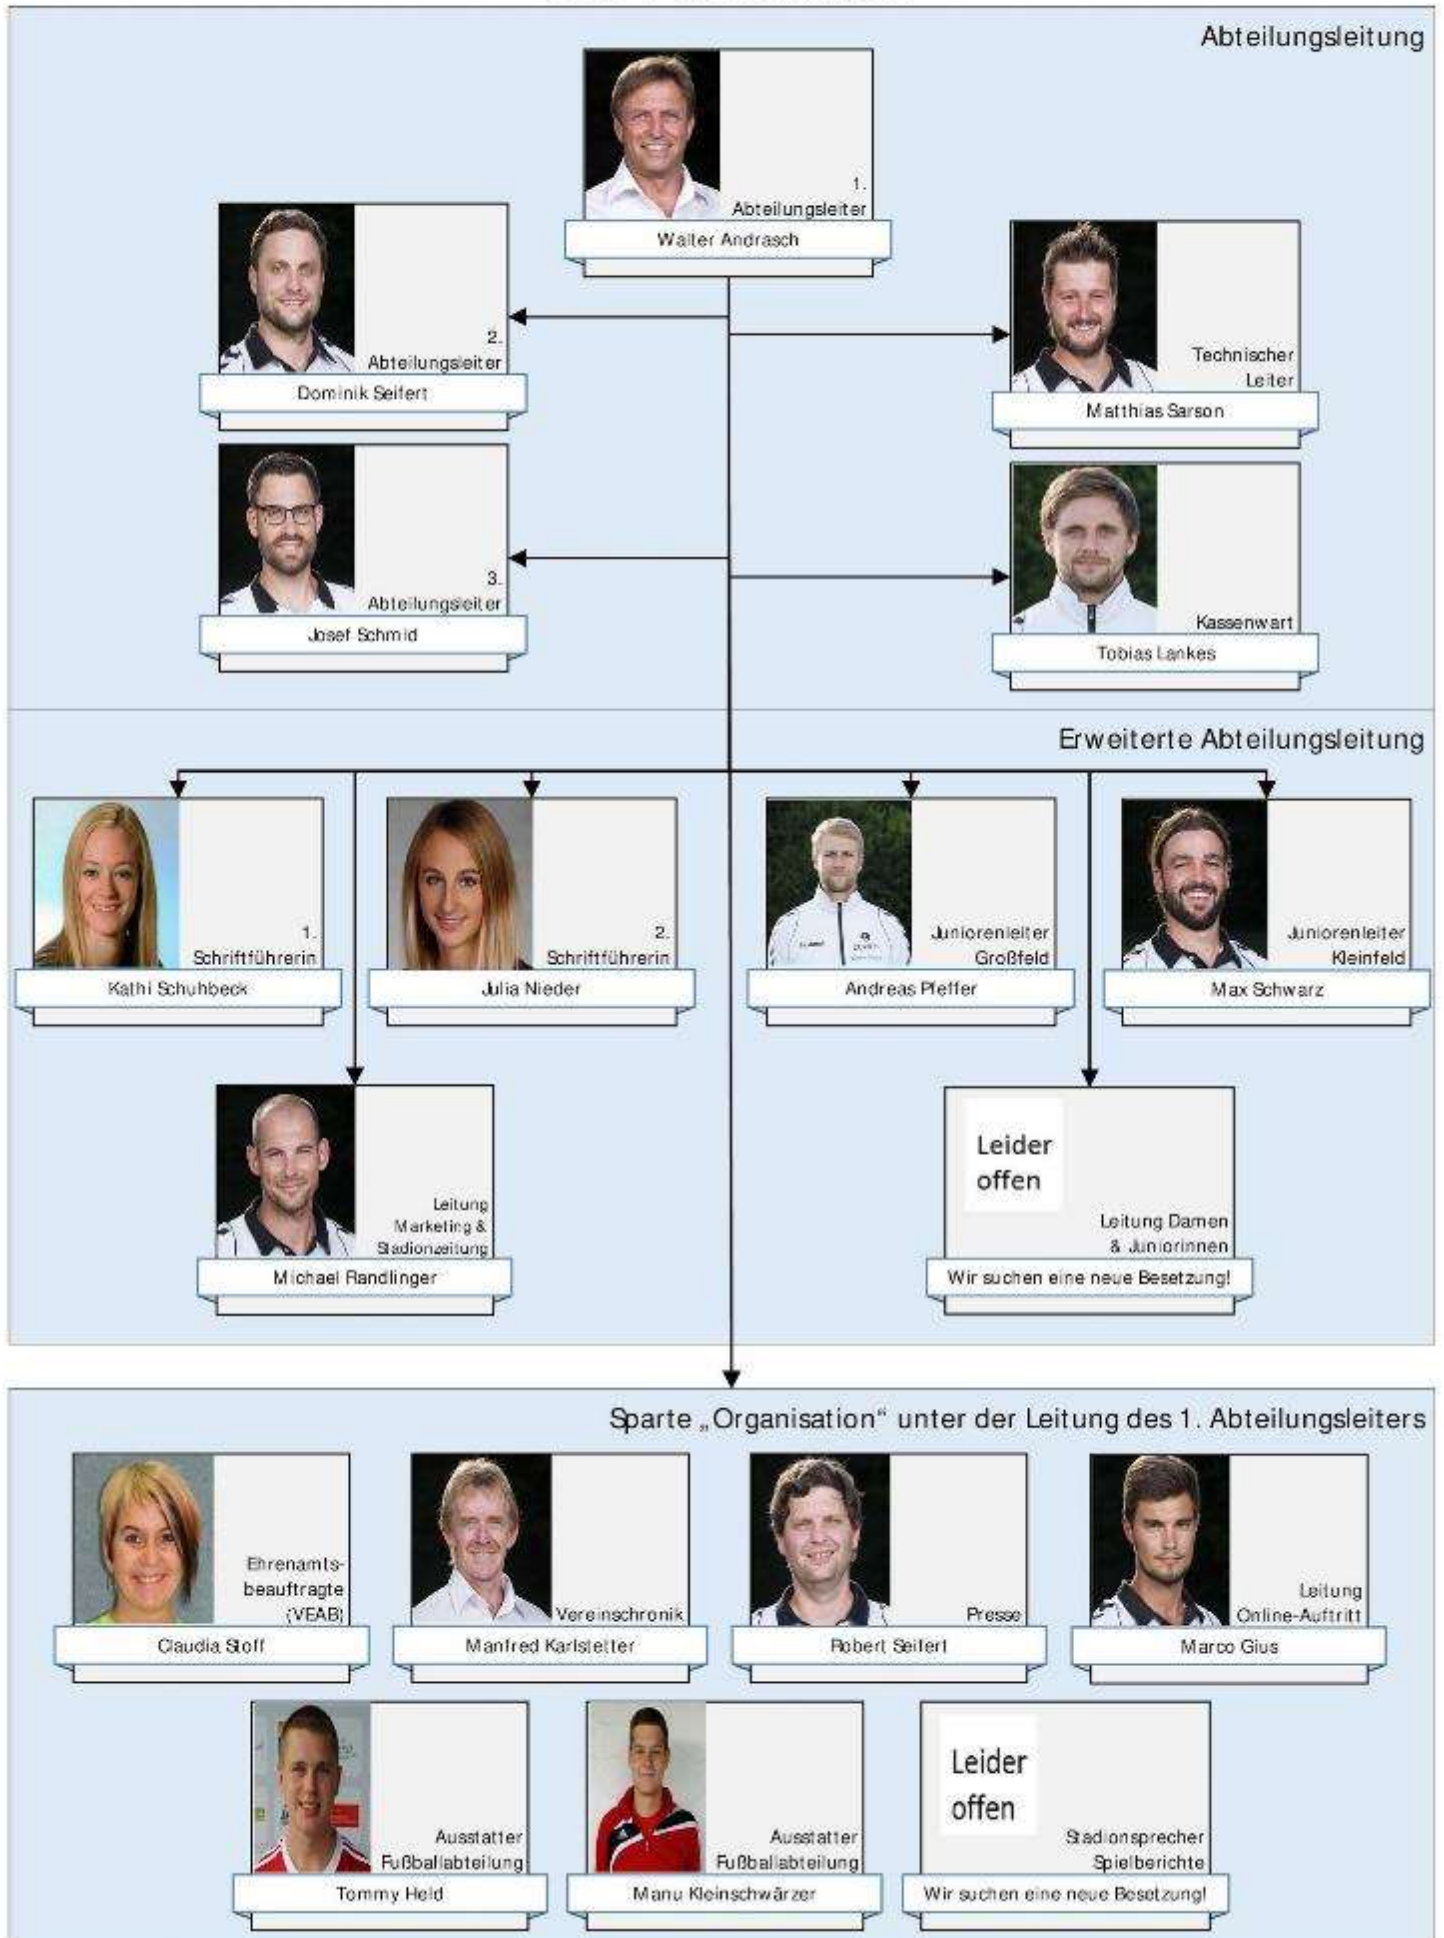 Abteilungsleitung
1.
Abteilungsleiter
Walter Andrasch
2.
Abteilungsleiter
Dominik Seifert
Technischer
Leiter
Matthias Sarson
3.
Abteilungsleiter
Josef Schmid
Kassenwart
Tobias Lankes
Erweiterte Abteilungsleitung
1.
Schriftführerin
Kathi Schuhbeck
2.
Schriftführerin
Julia Nieder
Juniorenleiter
Großfeld
Andreas Pfeffer
Juniorenleiter
Kleinfeld
Max Schwarz
Leitung
Marketing &
Stadionzeitung
Michael Randlinger
Leider
offen
Leitung Damen
& Juniorinnen
Wir suchen eine neue Besetzung!
Sparte „Organisation“ unter der Leitung des 1. Abteilungsleiters
Ehrenamts-
beauftragte
(VEAB)
Claudia Stoff
Vereinschronik
Manfred Karlstetter
Presse
Robert Seifert
Leitung
Online-Auftritt
Marco Gius
Ausstatter
Fußballabteilung
Tommy Held
Ausstatter
Fußballabteilung
Manu Kleinschwärzer
Leider
offen
Stadionsprecher
Spielberichte
Wir suchen eine neue Besetzung!